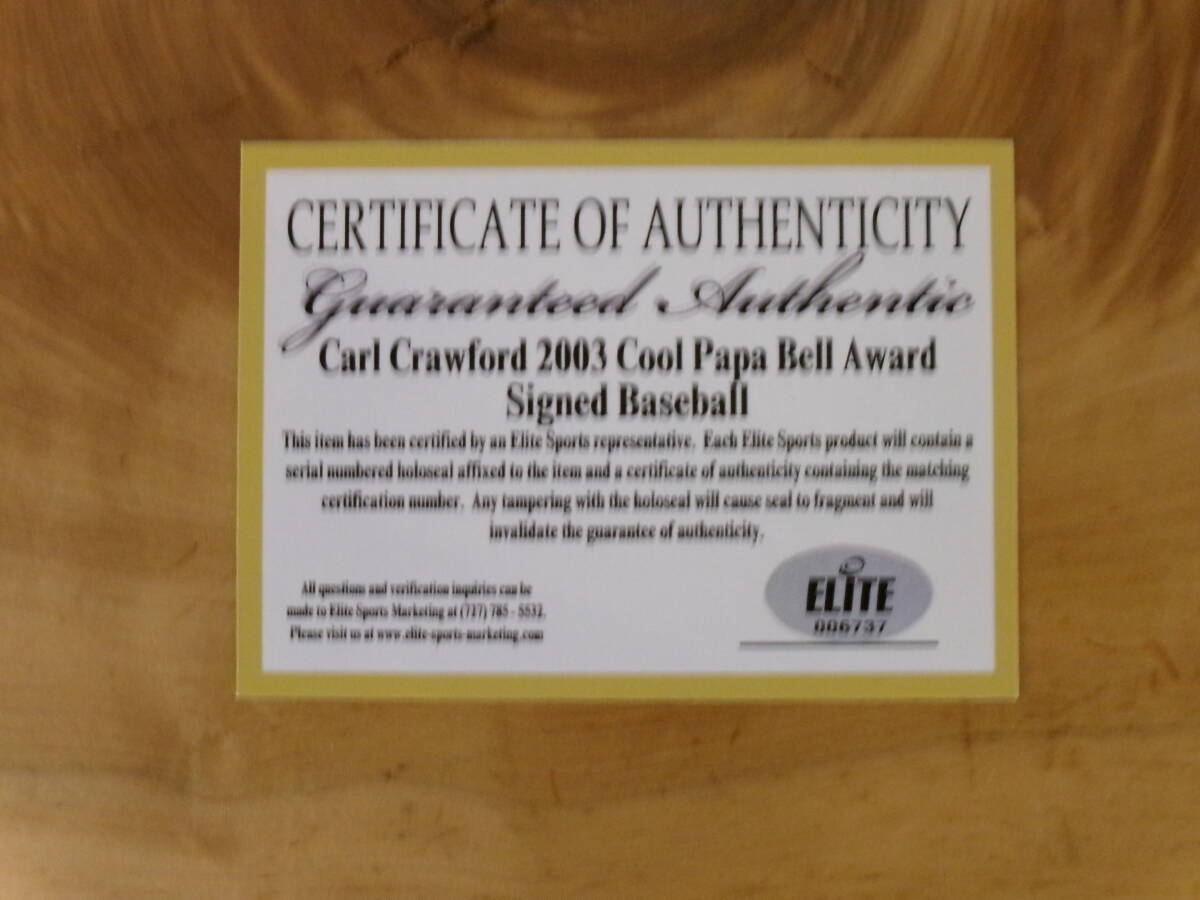 CERTIFICATE OF AUTHENTICITY
Guaranteed Authentic
Carl Crawford 2003 Cool Papa Bell Award
Signed Baseball
This item has been certified by an Elite Sports representative. Each Elite Sports product will contain a
serial numbered holoseal affixed to the item and a certificate of authenticity containing the matching
certification number. Any tampering with the holoseal will cause seal to fragment and will
invalidate the guarantee of authenticity.
All questions and verification inquiries can be
made to Elite Sports Marketing at (727) 785 - 5532.
Please visit us at www.elite-sports-marketing.com
ELITE
006737